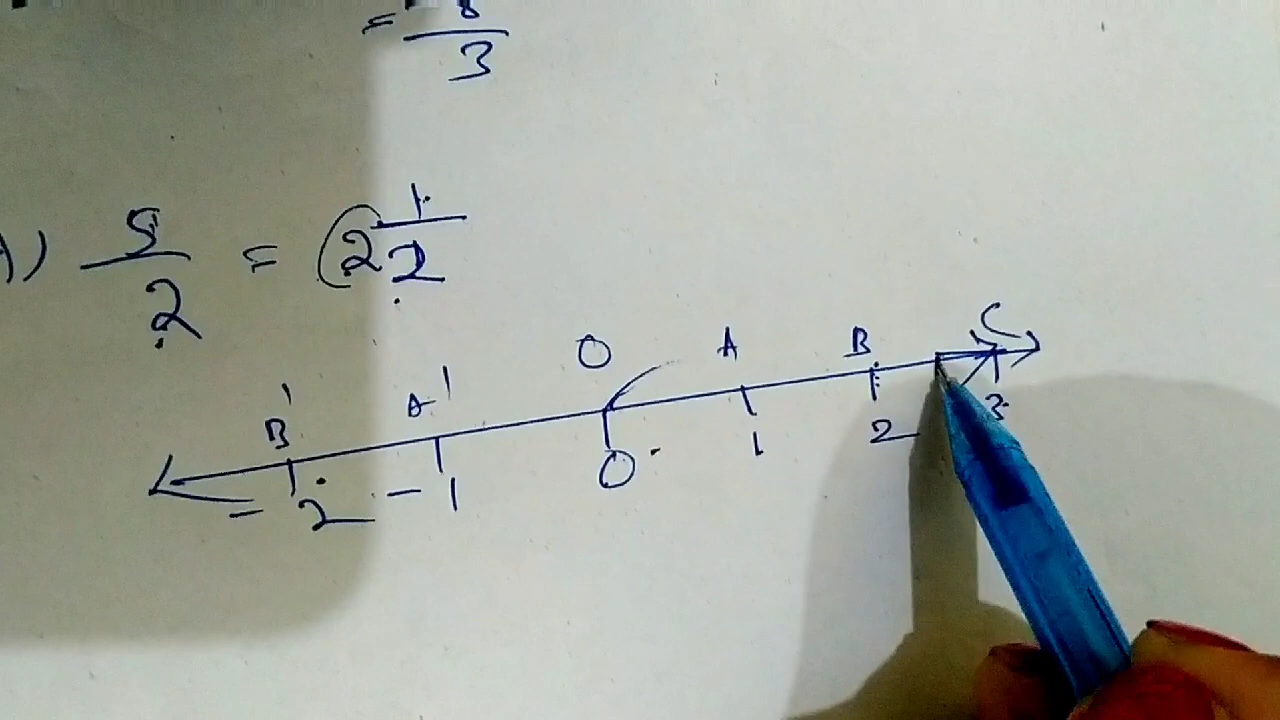 = 8/3
A) 5/2 = (2 1/2
B' A' O A B C
-2 -1 0 1 2 3